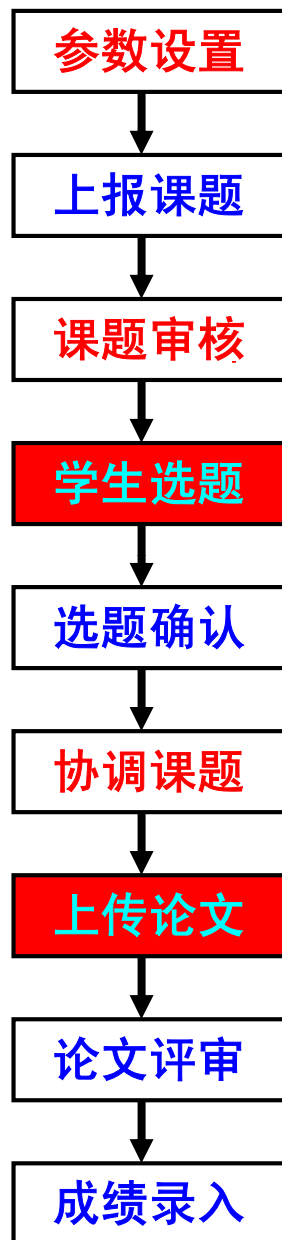 参数设置
上报课题
课题审核
学生选题
选题确认
协调课题
上传论文
论文评审
成绩录入